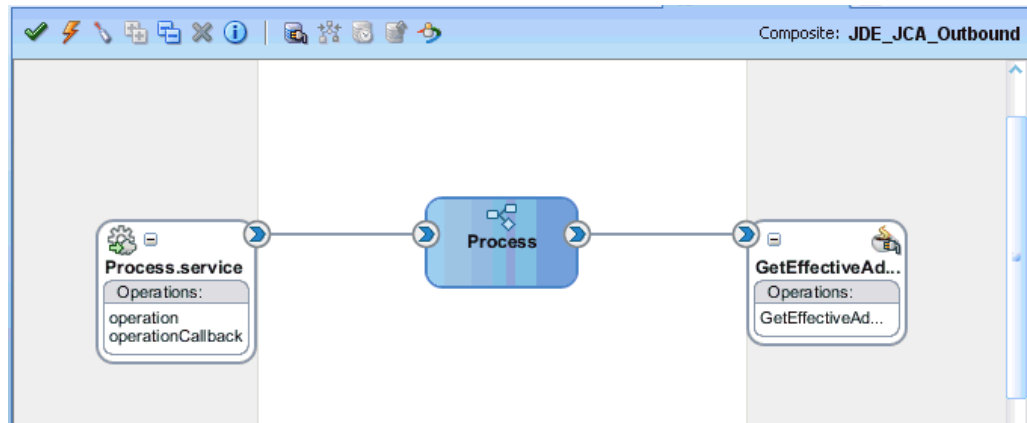 Composite: JDE_JCA_Outbound
Process.service
Operations:
operation
operationCallback
Process
GetEffectiveAd...
Operations:
GetEffectiveAd...